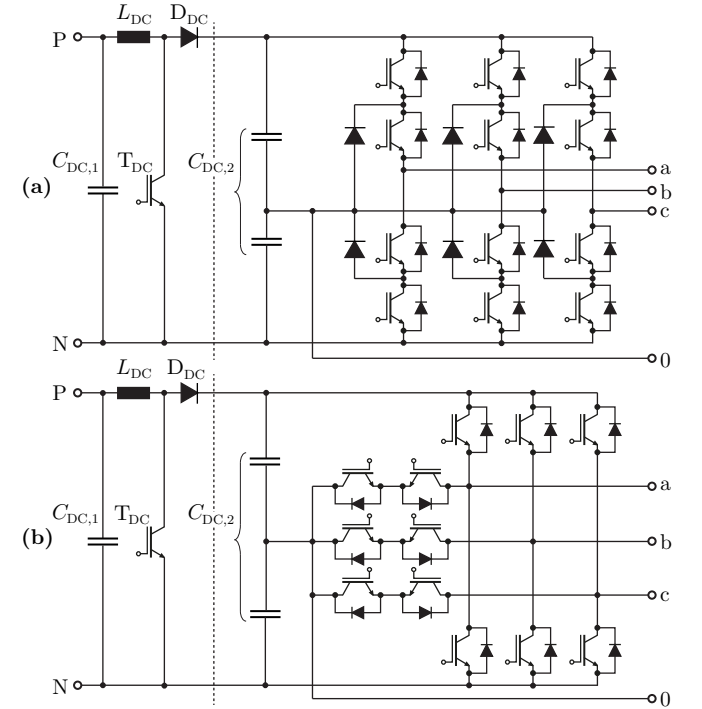 L_DC D_DC
P
C_DC,1 T_DC C_DC,2
(a)
a
b
c
N
0
L_DC D_DC
P
a
C_DC,1 T_DC C_DC,2
(b)
b
c
N
0